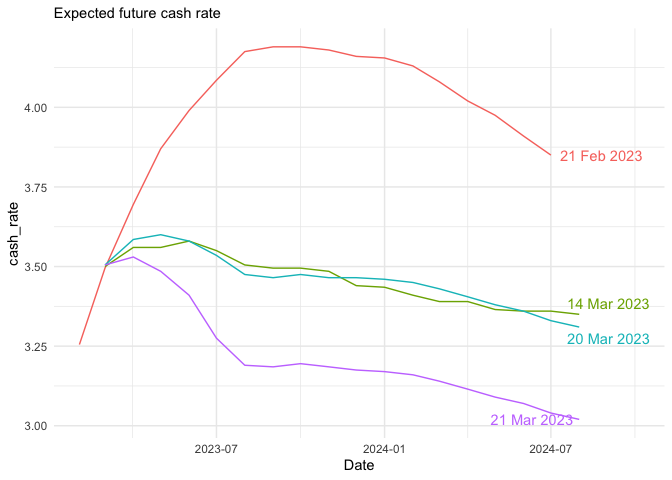 Expected future cash rate
4.00
3.75
3.50
3.25
3.00
cash_rate
21 Feb 2023
14 Mar 2023
20 Mar 2023
21 Mar 2023
2023-07
2024-01
2024-07
Date